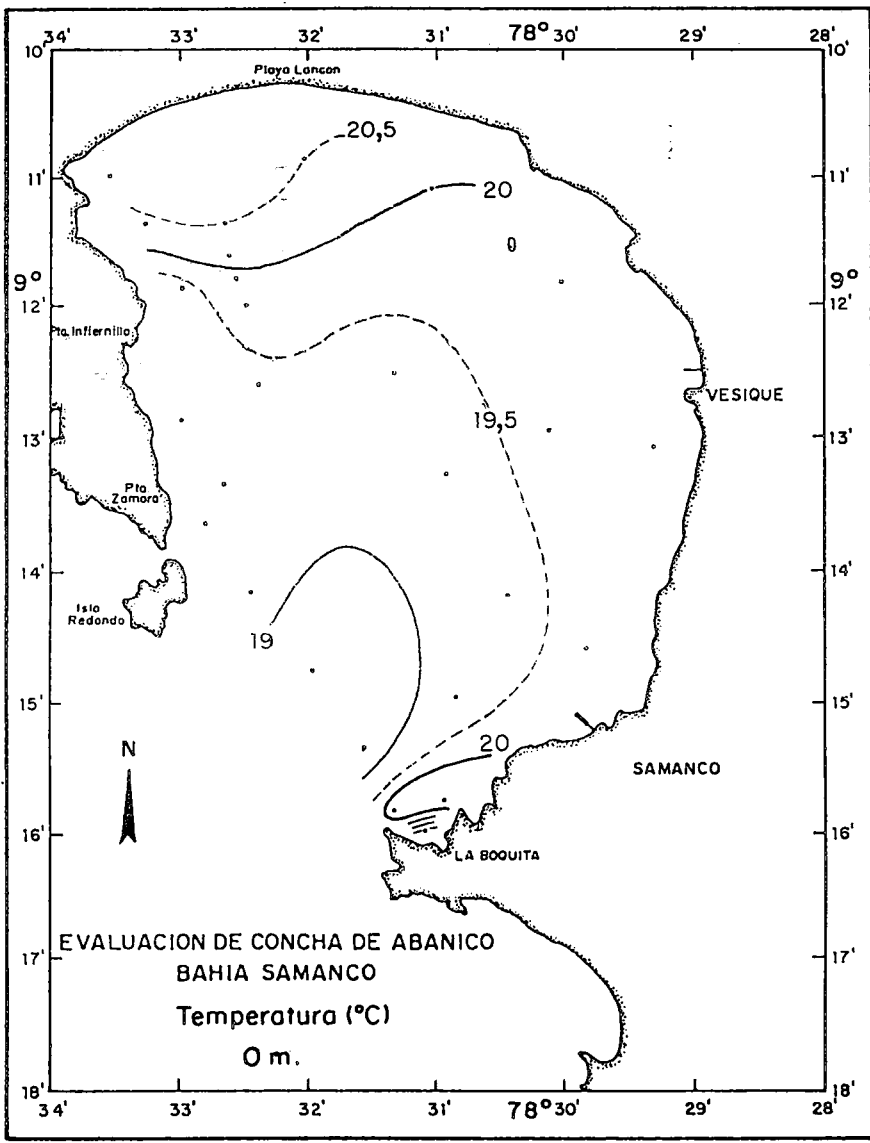 34' 33' 32' 31' 78° 30' 29' 28'
10' 10'
Playa Lancon
20,5
11' 11'
20
9° 9°
12' 12'
Pta. Infiernillo
VESIQUE
19,5
13' 13'
Pta
Zamora
14' 14'
Isla
Redonda
19
15' 15'
20
N
SAMANCO
16' 16'
LA BOQUITA
EVALUACION DE CONCHA DE ABANICO
17' 17'
BAHIA SAMANCO
Temperatura (°C)
0 m.
18' 18'
34' 33' 32' 31' 78° 30' 29' 28'